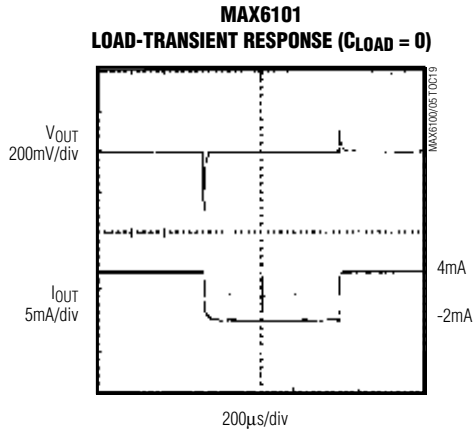 MAX6101
LOAD-TRANSIENT RESPONSE (CLOAD = 0)
MAX6100/05 TOC19
VOUT
200mV/div
4mA
IOUT
5mA/div
-2mA
200μs/div